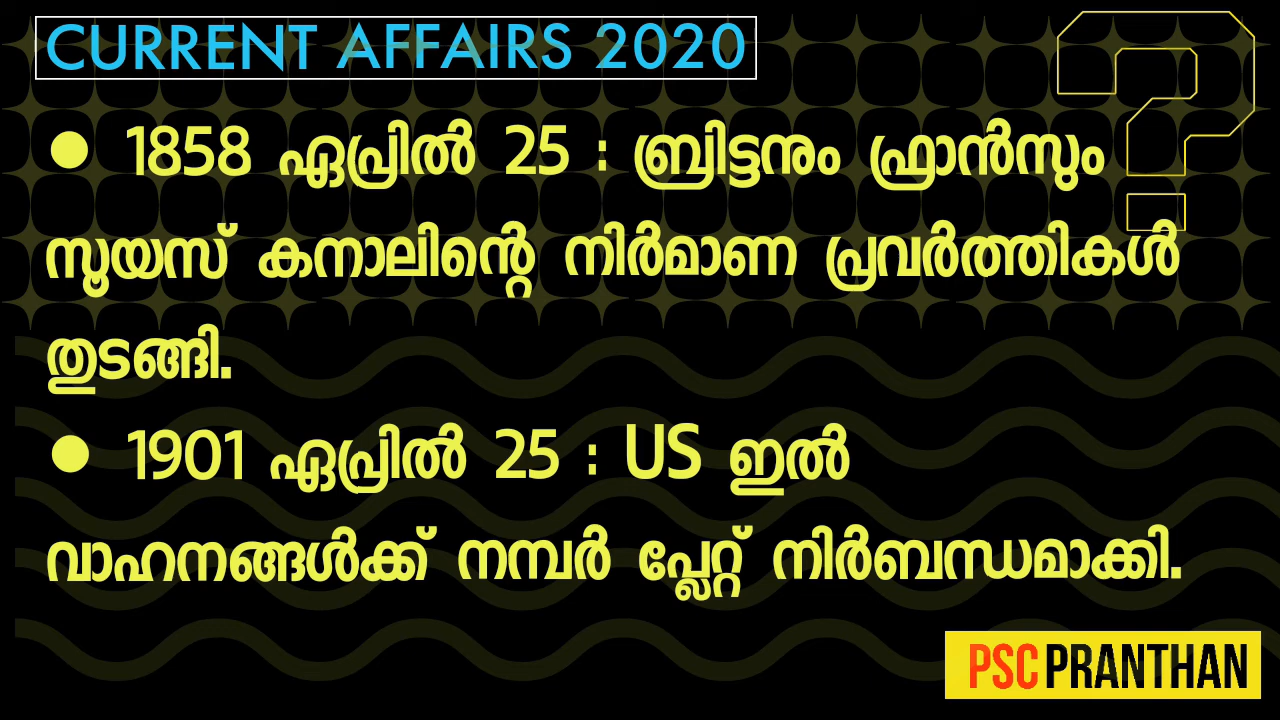 CURRENT AFFAIRS 2020
● 1858 ഏപ്രിൽ 25 : ബ്രിട്ടനും ഫ്രാൻസും
സൂയസ് കനാലിന്റെ നിർമാണ പ്രവർത്തികൾ
തുടങ്ങി.
● 1901 ഏപ്രിൽ 25 : US ഇൽ
വാഹനങ്ങൾക്ക് നമ്പർ പ്ലേറ്റ് നിർബന്ധമാക്കി.
PSC PRANTHAN